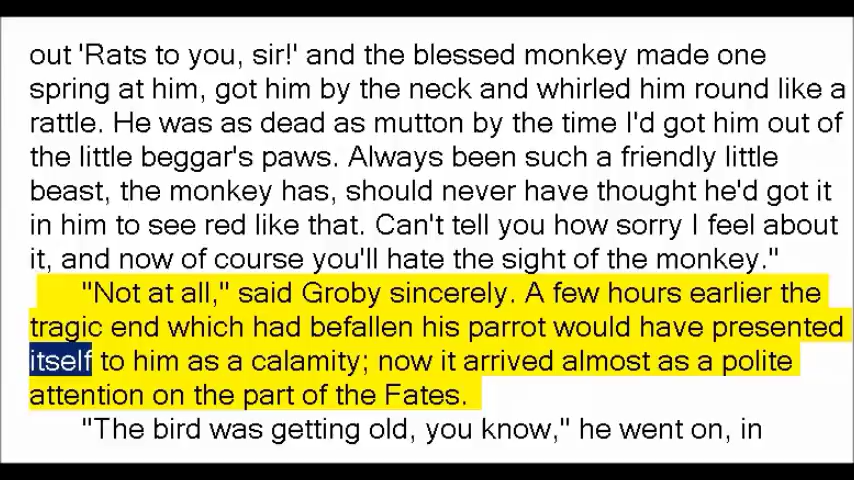 out 'Rats to you, sir!' and the blessed monkey made one
spring at him, got him by the neck and whirled him round like a
rattle. He was as dead as mutton by the time I'd got him out of
the little beggar's paws. Always been such a friendly little
beast, the monkey has, should never have thought he'd got it
in him to see red like that. Can't tell you how sorry I feel about
it, and now of course you'll hate the sight of the monkey."
"Not at all," said Groby sincerely. A few hours earlier the
tragic end which had befallen his parrot would have presented
itself to him as a calamity; now it arrived almost as a polite
attention on the part of the Fates.
"The bird was getting old, you know," he went on, in